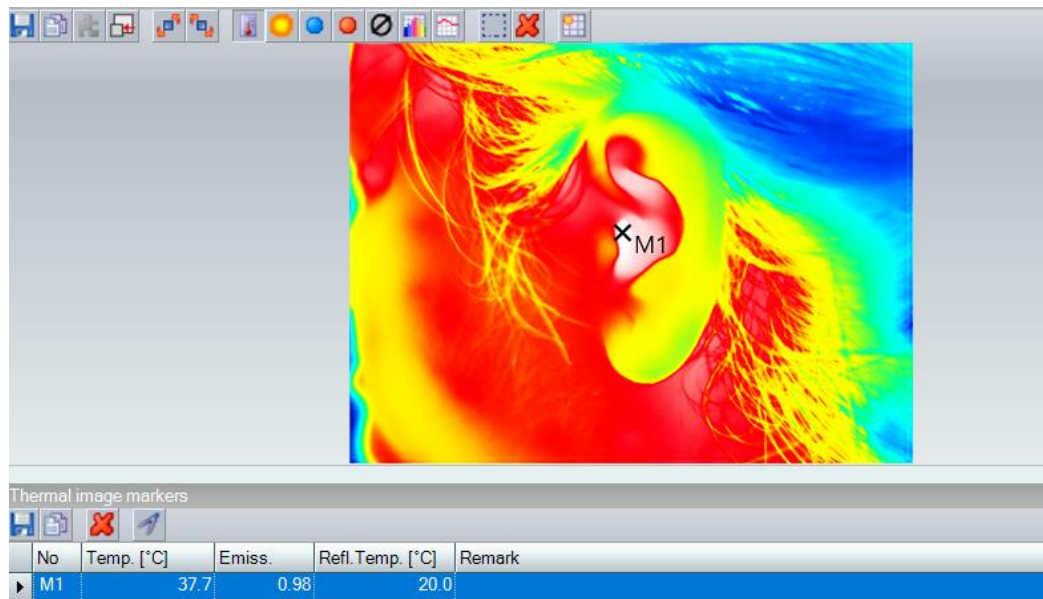 M1
Thermal image markers
No Temp. [°C] Emiss. Refl.Temp. [°C] Remark
M1 37.7 0.98 20.0